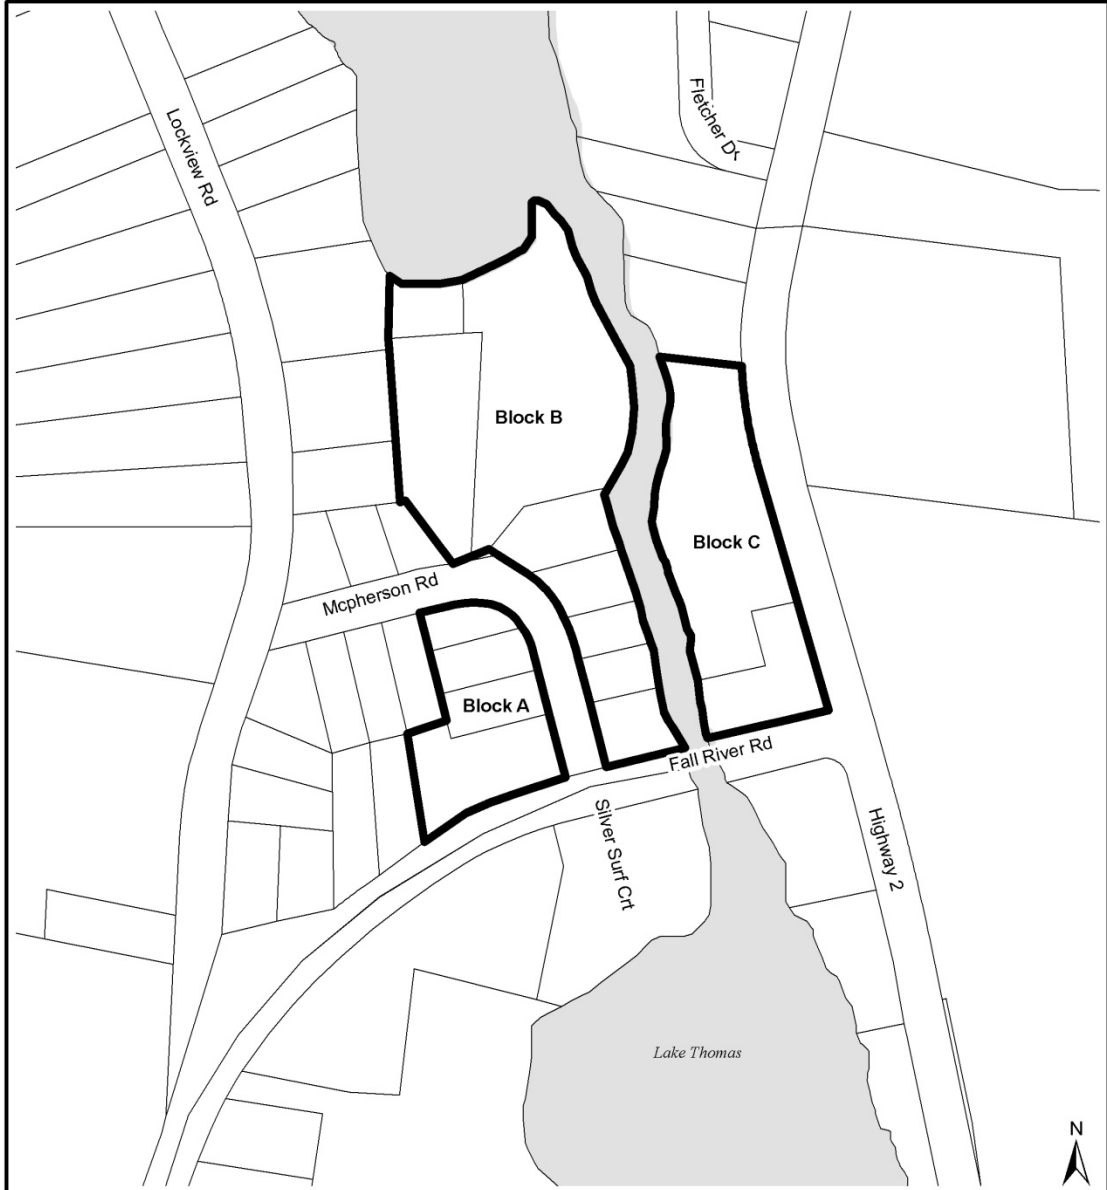 Fletcher Dr
Lockview Rd
Block B
Block C
Mcpherson Rd
Block A
Fall River Rd
Silver Surf Crt
Highway 2
Lake Thomas
N